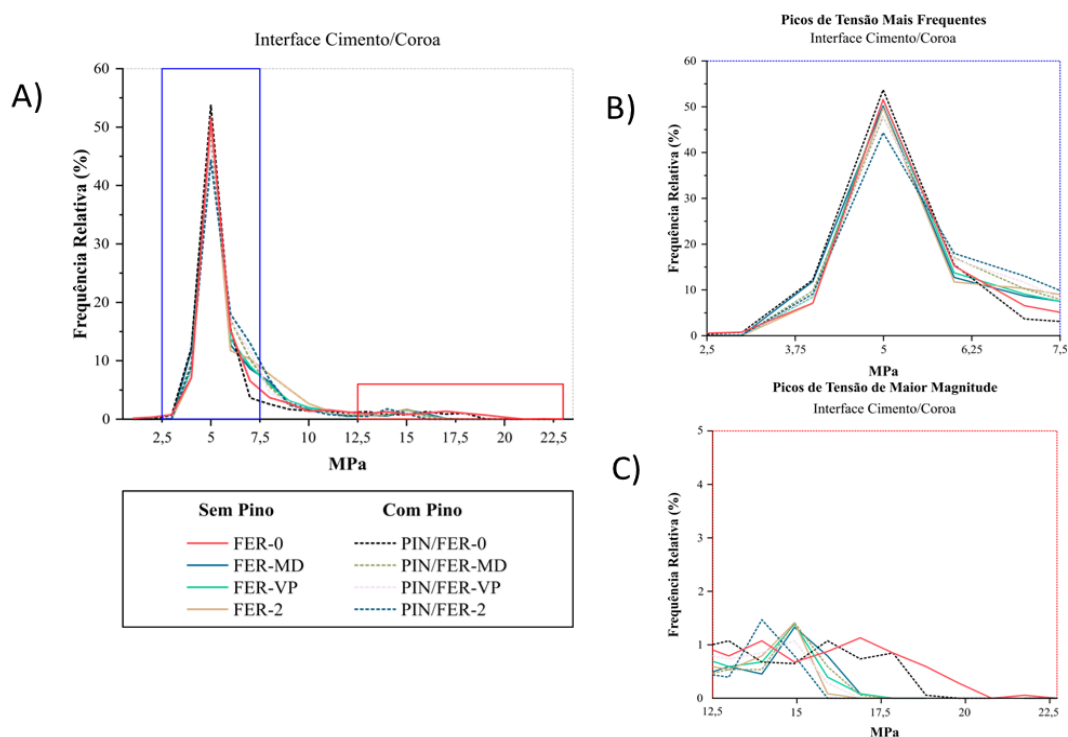 A)
Interface Cimento/Coroa
Frequência Relativa (%)
60
50
40
30
20
10
0
2,5 5 7,5 10 12,5 15 17,5 20 22,5
MPa
Sem Pino Com Pino
FER-0 PIN/FER-0
FER-MD PIN/FER-MD
FER-VP PIN/FER-VP
FER-2 PIN/FER-2
B)
Picos de Tensão Mais Frequentes
Interface Cimento/Coroa
Frequência Relativa (%)
60
50
40
30
20
10
0
2,5 3,75 5 6,25 7,5
MPa
C)
Picos de Tensão de Maior Magnitude
Interface Cimento/Coroa
Frequência Relativa (%)
5
4
3
2
1
0
12,5 15 17,5 20 22,5
MPa